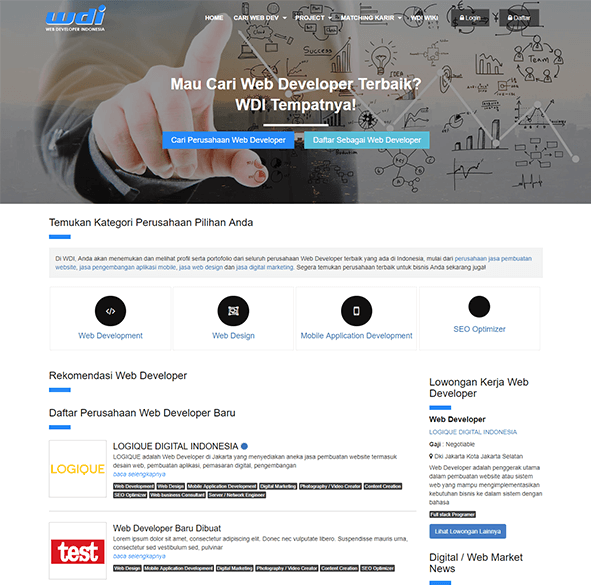 wdi
WEB DEVELOPER INDONESIA
HOME CARI WEB DEV PROJECT MATCHING KARIR WDI WIKI Login Daftar
Success
Team
Mau Cari Web Developer Terbaik?
WDI Tempatnya!
Cari Perusahaan Web Developer Daftar Sebagai Web Developer
Temukan Kategori Perusahaan Pilihan Anda
Di WDI, Anda akan menemukan dan melihat profil serta portofolio dari seluruh perusahaan Web Developer terbaik yang ada di Indonesia, mulai dari perusahaan jasa pembuatan
website, jasa pengembangan aplikasi mobile, jasa web design dan jasa digital marketing. Segera temukan perusahaan terbaik untuk bisnis Anda sekarang juga!
Web Development
Web Design
Mobile Application Development
SEO Optimizer
Rekomendasi Web Developer
Daftar Perusahaan Web Developer Baru
LOGIQUE
LOGIQUE DIGITAL INDONESIA
LOGIQUE adalah Web Developer di Jakarta yang menyediakan aneka jasa pembuatan website termasuk
desain web, pembuatan aplikasi, pemasaran digital, pengembangan
baca selengkapnya
Web Development Web Design Mobile Application Development Digital Marketing Photography / Video Creator Content Creation
SEO Optimizer Web business Consultant Server / Network Engineer
test
Web Developer Baru Dibuat
Lorem ipsum dolor sit amet, consectetur adipiscing elit. Donec nec vulputate libero. Suspendisse mauris urna,
consectetur sed vestibulum sed, pulvinar
baca selengkapnya
Web Design Mobile Application Development Digital Marketing Photography / Video Creator Content Creation SEO Optimizer
Lowongan Kerja Web
Developer
Web Developer
LOGIQUE DIGITAL INDONESIA
Gaji : Negotiable
Dki Jakarta Kota Jakarta Selatan
Web Developer adalah penggerak utama
dalam pembuatan website atau sistem
web yang mampu mengimplementasikan
kebutuhan bisnis ke dalam sistem dengan
bahasa
Full stack Programer
Lihat Lowongan Lainnya
Digital / Web Market
News